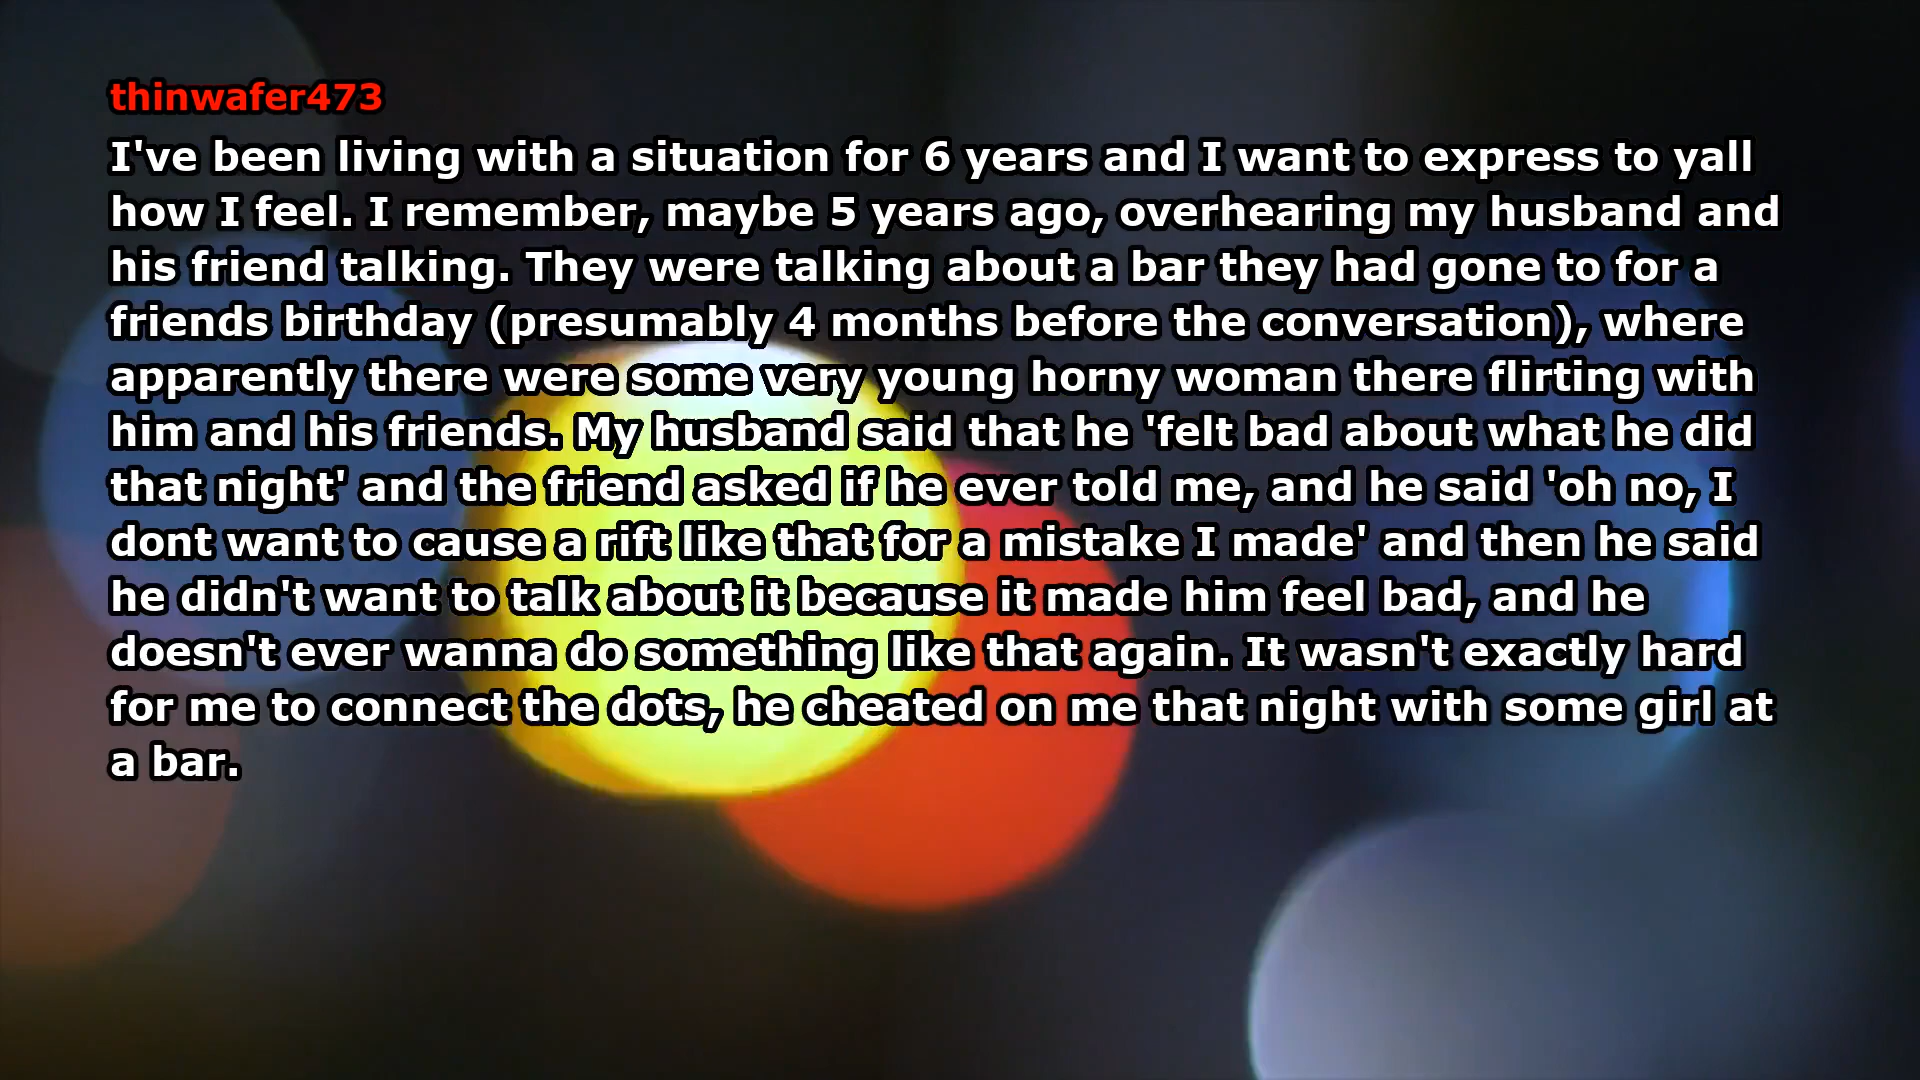 thinwafer473
I've been living with a situation for 6 years and I want to express to yall
how I feel. I remember, maybe 5 years ago, overhearing my husband and
his friend talking. They were talking about a bar they had gone to for a
friends birthday (presumably 4 months before the conversation), where
apparently there were some very young horny woman there flirting with
him and his friends. My husband said that he 'felt bad about what he did
that night' and the friend asked if he ever told me, and he said 'oh no, I
dont want to cause a rift like that for a mistake I made' and then he said
he didn't want to talk about it because it made him feel bad, and he
doesn't ever wanna do something like that again. It wasn't exactly hard
for me to connect the dots, he cheated on me that night with some girl at
a bar.